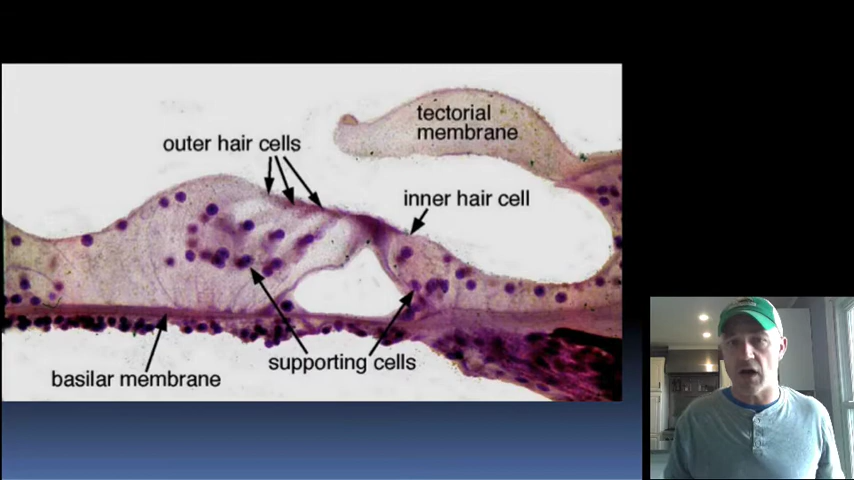 tectorial
membrane
outer hair cells
inner hair cell
supporting cells
basilar membrane